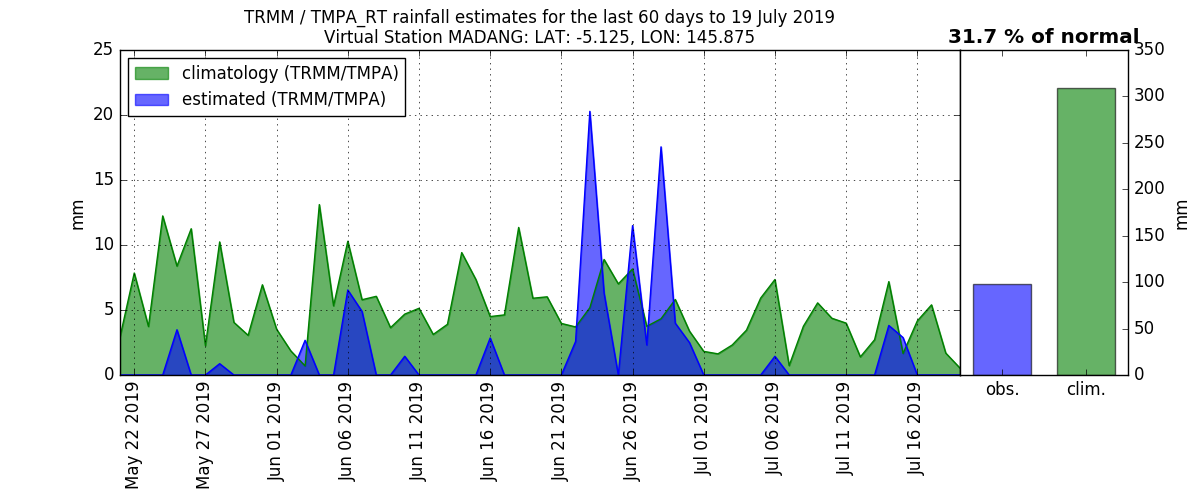 TRMM / TMPA_RT rainfall estimates for the last 60 days to 19 July 2019
Virtual Station MADANG: LAT: -5.125, LON: 145.875
31.7 % of normal
climatology (TRMM/TMPA)
estimated (TRMM/TMPA)
25
20
15
10
5
0
mm
May 22 2019
May 27 2019
Jun 01 2019
Jun 06 2019
Jun 11 2019
Jun 16 2019
Jun 21 2019
Jun 26 2019
Jul 01 2019
Jul 06 2019
Jul 11 2019
Jul 16 2019
350
300
250
200
150
100
50
0
mm
obs.
clim.